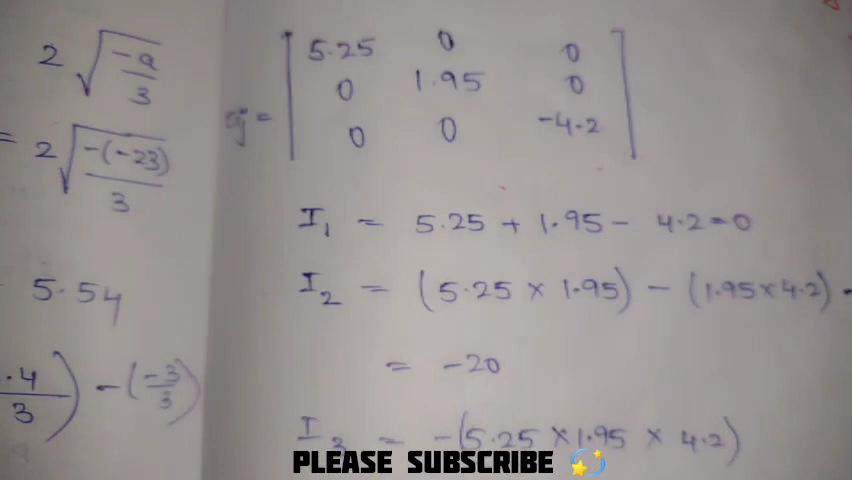 2 √(-a/3)
= 2 √(-(-23)/3)
5.54
.4/3) - (-3/3)
[5.25 0 0
0 1.95 0
0 0 -4.2]
I₁ = 5.25 + 1.95 - 4.2 = 0
I₂ = (5.25 × 1.95) - (1.95 × 4.2) -
= -20
I₃ = -(5.25 × 1.95 × 4.2)
PLEASE SUBSCRIBE